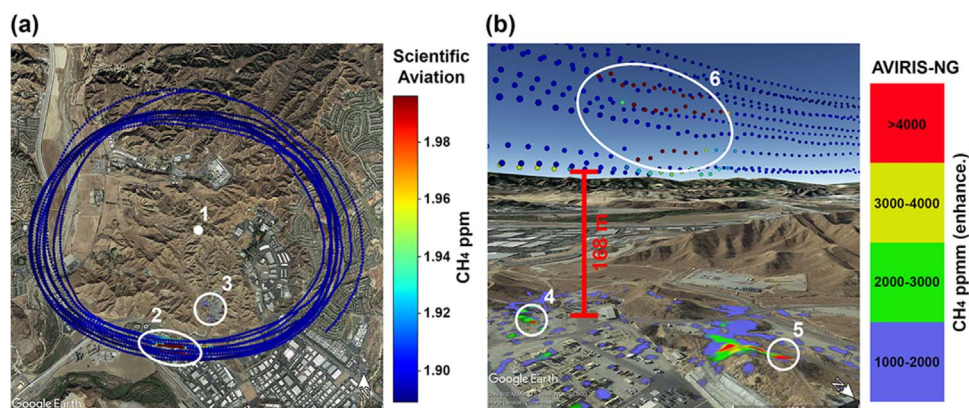 (a)
(b)
Scientific
Aviation
AVIRIS-NG
1
3
2
Google Earth
1.98
1.96
1.94
1.92
1.90
CH₄ ppm
6
168 m
4
5
Google Earth
>4000
3000-4000
2000-3000
1000-2000
CH₄ ppmm (enhance.)